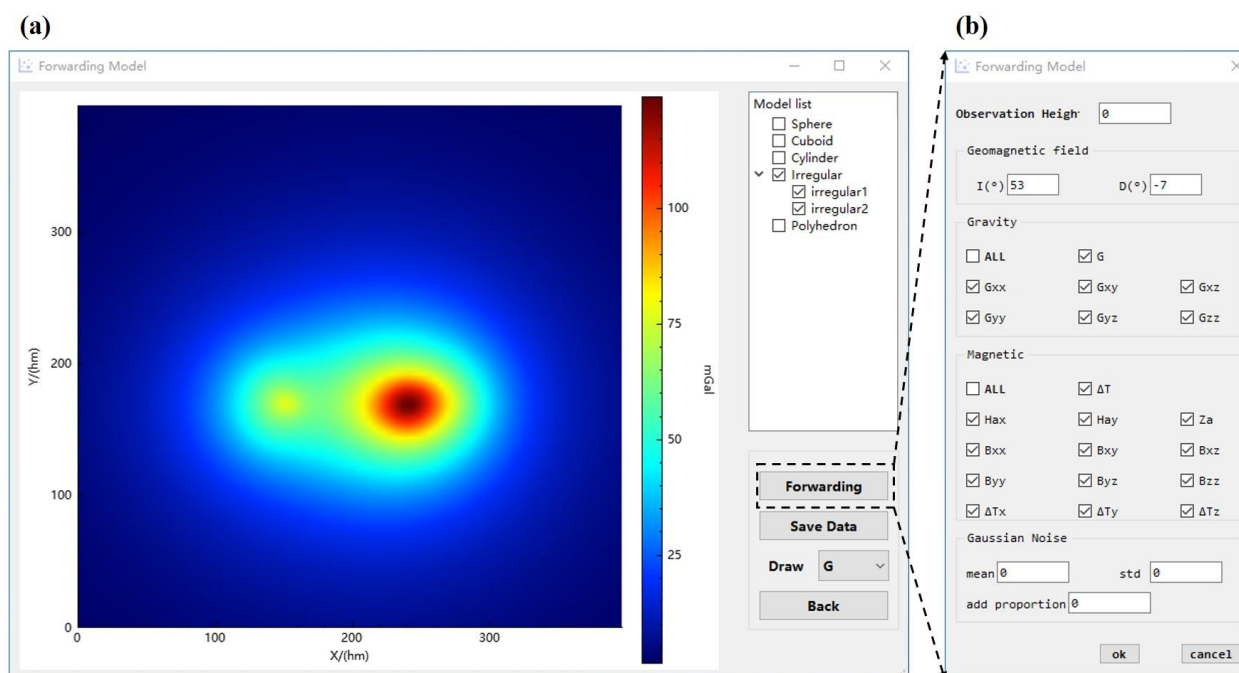 (a)
Forwarding Model
300
200
100
0
Y/(hm)
0
100
200
300
X/(hm)
100
75
50
25
mGal
Model list
Sphere
Cuboid
Cylinder
Irregular
irregular1
irregular2
Polyhedron
Forwarding
Save Data
Draw G
Back
(b)
Forwarding Model
Observation Heigh 0
Geomagnetic field
I(°) 53 D(°) -7
Gravity
ALL G
Gxx Gxy Gxz
Gyy Gyz Gzz
Magnetic
ALL ΔT
Hax Hay Za
Bxx Bxy Bxz
Byy Byz Bzz
ΔTx ΔTy ΔTz
Gaussian Noise
mean 0 std 0
add proportion 0
ok cancel